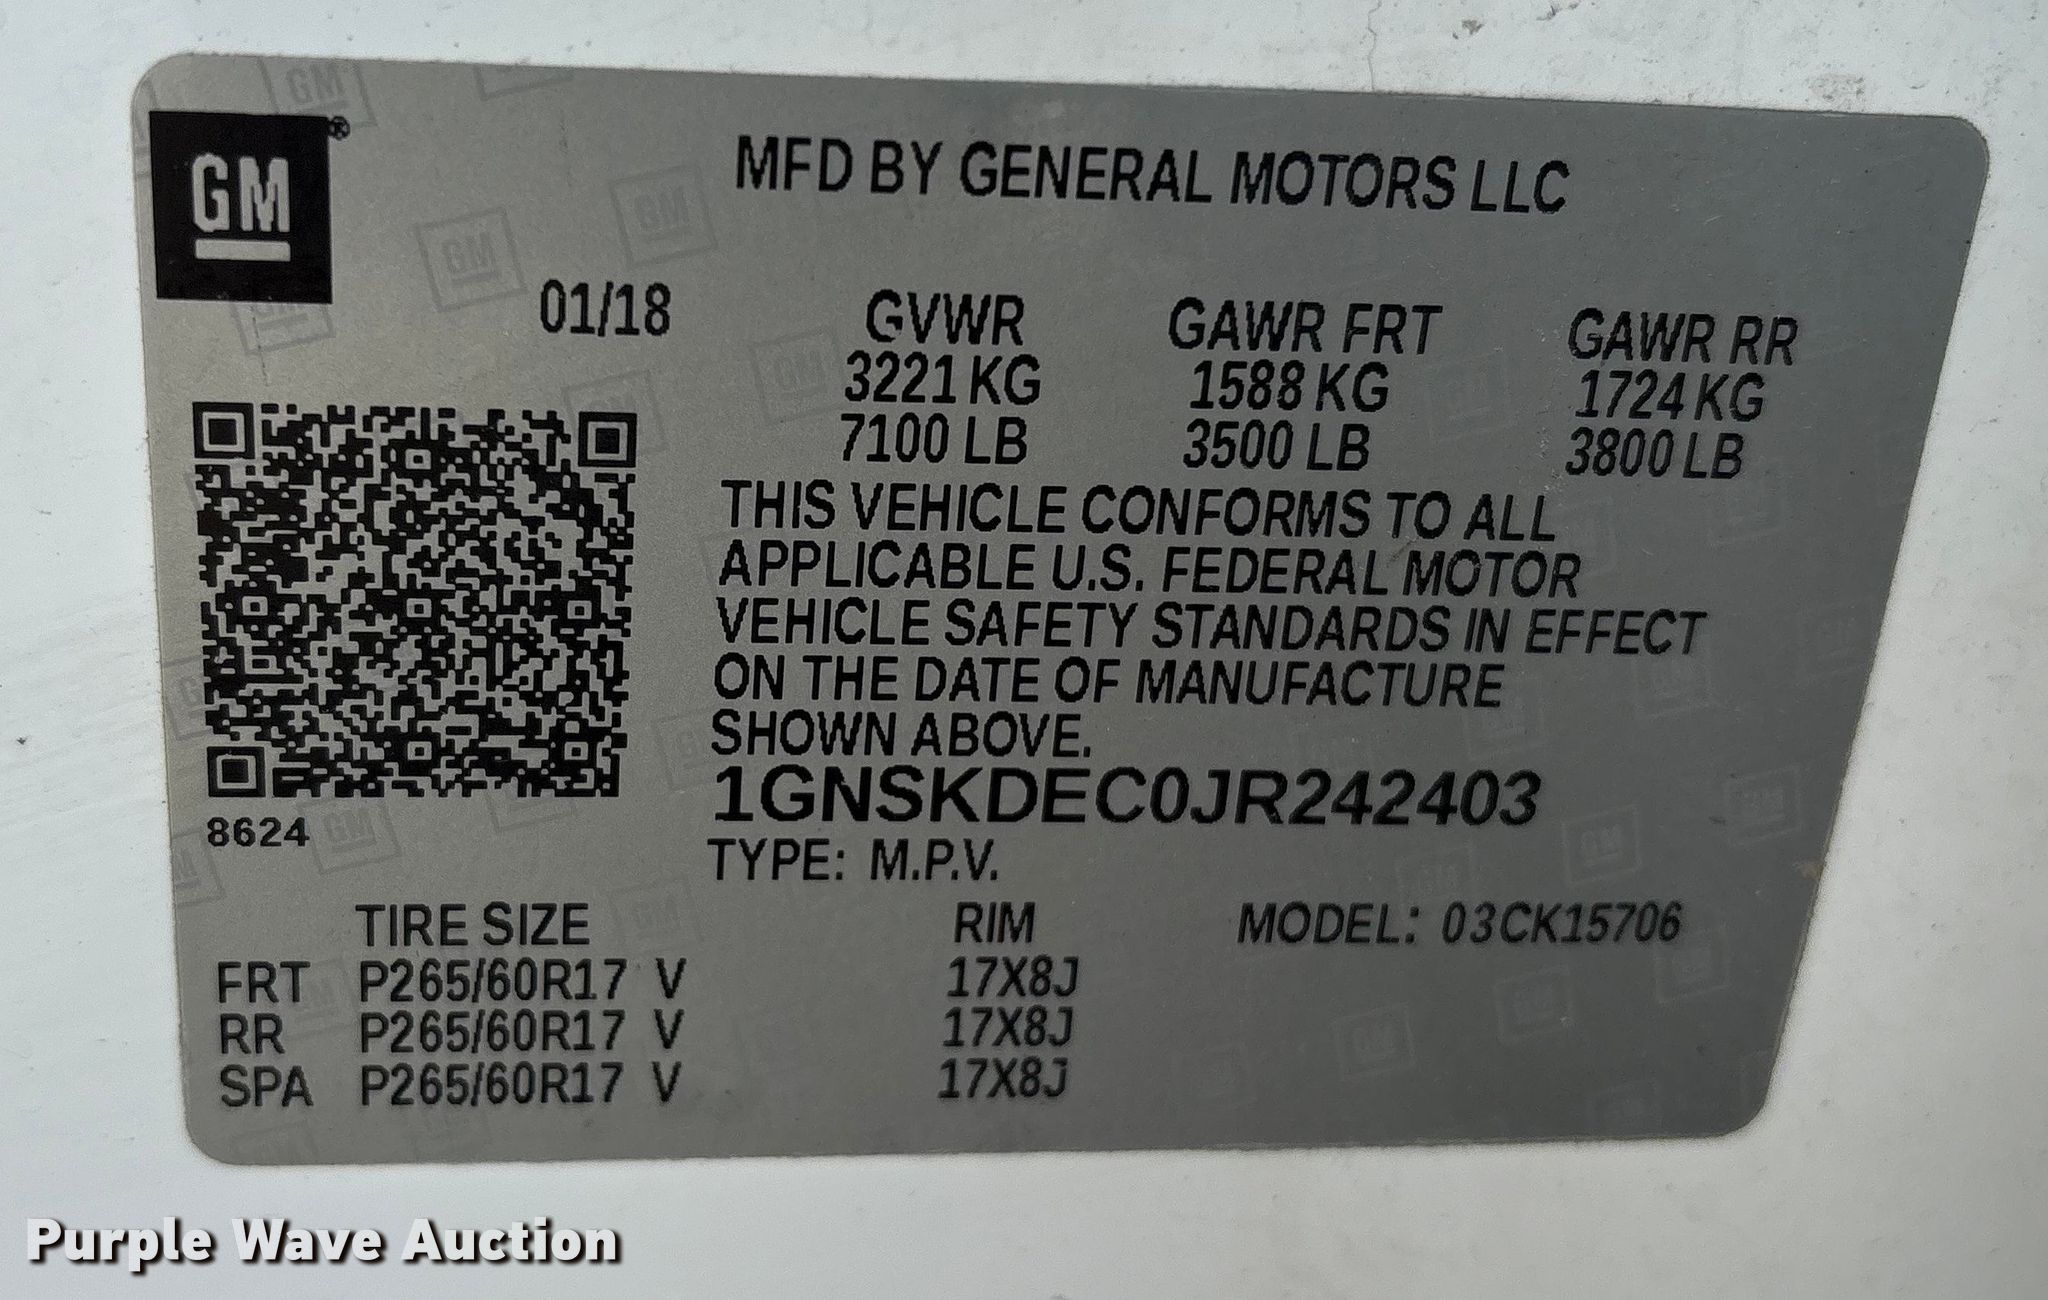 GM®
MFD BY GENERAL MOTORS LLC
01/18
GVWR GAWR FRT GAWR RR
3221 KG 1588 KG 1724 KG
7100 LB 3500 LB 3800 LB
THIS VEHICLE CONFORMS TO ALL
APPLICABLE U.S. FEDERAL MOTOR
VEHICLE SAFETY STANDARDS IN EFFECT
ON THE DATE OF MANUFACTURE
SHOWN ABOVE.
1GNSKDEC0JR242403
8624
TYPE: M.P.V.
TIRE SIZE RIM MODEL: 03CK15706
FRT P265/60R17 V 17X8J
RR P265/60R17 V 17X8J
SPA P265/60R17 V 17X8J
Purple Wave Auction